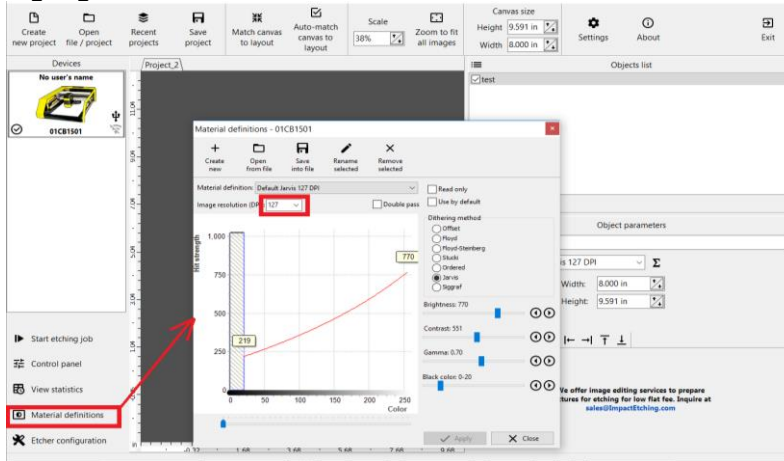 Create
new project
Open
file / project
Recent
projects
Save
project
Match canvas
to layout
Auto-match
canvas to
layout
Scale
38%
Zoom to fit
all images
Canvas size
Height 9.591 in
Width 8.000 in
Settings
About
Exit
Devices
No user's name
01CB1501
Project_2
Objects list
test
Material definitions - 01CB1501
Create
new
Open
from file
Save
into file
Rename
selected
Remove
selected
Material definition: Default Jarvis 127 DPI
Read only
Image resolution (DPI) 127
Double pass
Use by default
Dithering method
Offset
Floyd
Floyd-Steinberg
Stucki
Ordered
Jarvis
Siggraf
Hit strength
1,000
750
500
250
0
770
219
0 50 100 150 200 250
Color
Brightness: 770
Contrast: 551
Gamma: 0.70
Black color: 0-20
Apply
Close
Object parameters
is 127 DPI
Σ
Width: 8.000 in
Height: 9.591 in
We offer image editing services to prepare
tures for etching for low flat fee. Inquire at
sales@ImpactEtching.com
Start etching job
Control panel
View statistics
Material definitions
Etcher configuration
in